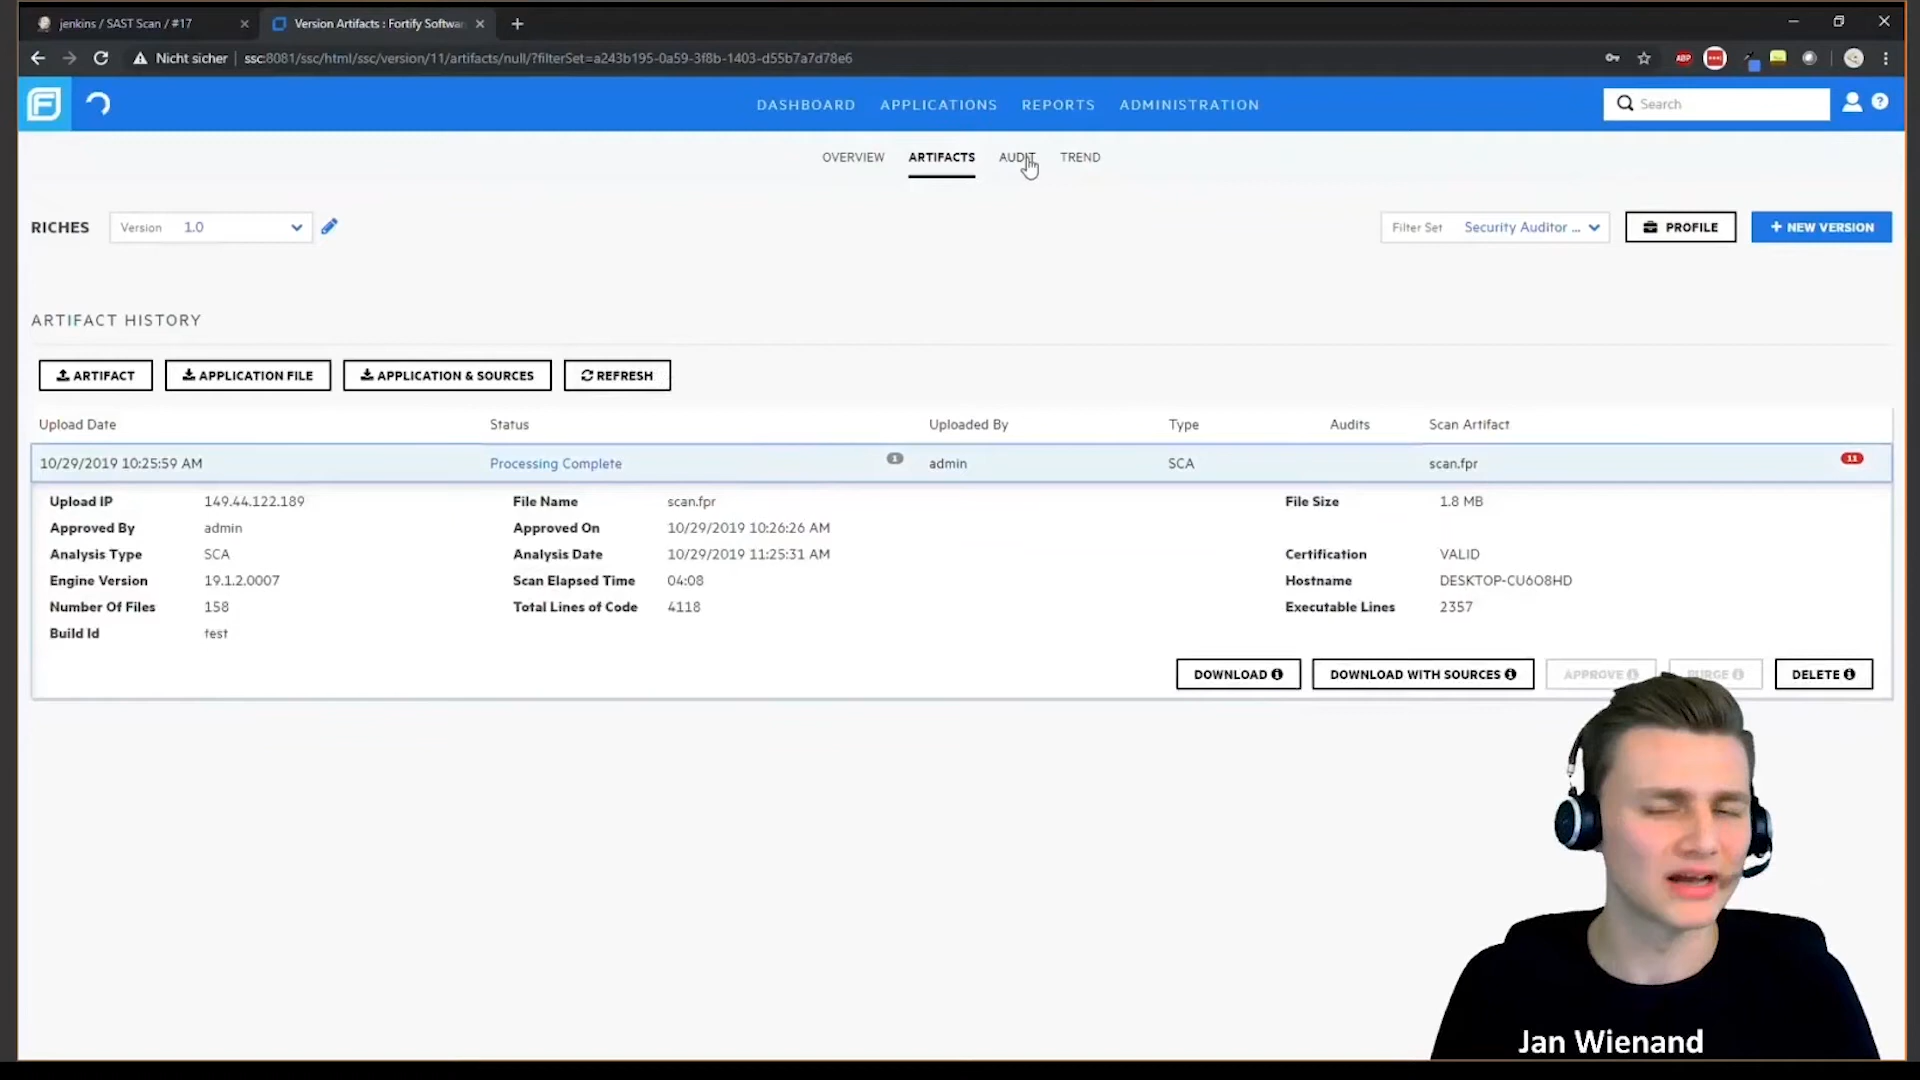 jenkins / SAST Scan / #17
Version Artifacts : Fortify Softwar
Nicht sicher
ssc:8081/ssc/html/ssc/version/11/artifacts/null/?filterSet=a243b195-0a59-3f8b-1403-d55b7a7d78e6
ABP
F
DASHBOARD APPLICATIONS REPORTS ADMINISTRATION
Search
?
OVERVIEW ARTIFACTS AUDIT TREND
RICHES Version 1.0
Filter Set Security Auditor ... PROFILE + NEW VERSION
ARTIFACT HISTORY
ARTIFACT APPLICATION FILE APPLICATION & SOURCES REFRESH
Upload Date Status Uploaded By Type Audits Scan Artifact
10/29/2019 10:25:59 AM Processing Complete 1 admin SCA scan.fpr 11
Upload IP 149.44.122.189 File Name scan.fpr File Size 1.8 MB
Approved By admin Approved On 10/29/2019 10:26:26 AM
Analysis Type SCA Analysis Date 10/29/2019 11:25:31 AM Certification VALID
Engine Version 19.1.2.0007 Scan Elapsed Time 04:08 Hostname DESKTOP-CU6O8HD
Number Of Files 158 Total Lines of Code 4118 Executable Lines 2357
Build Id test
DOWNLOAD DOWNLOAD WITH SOURCES APPROVE PURGE DELETE
Jan Wienand